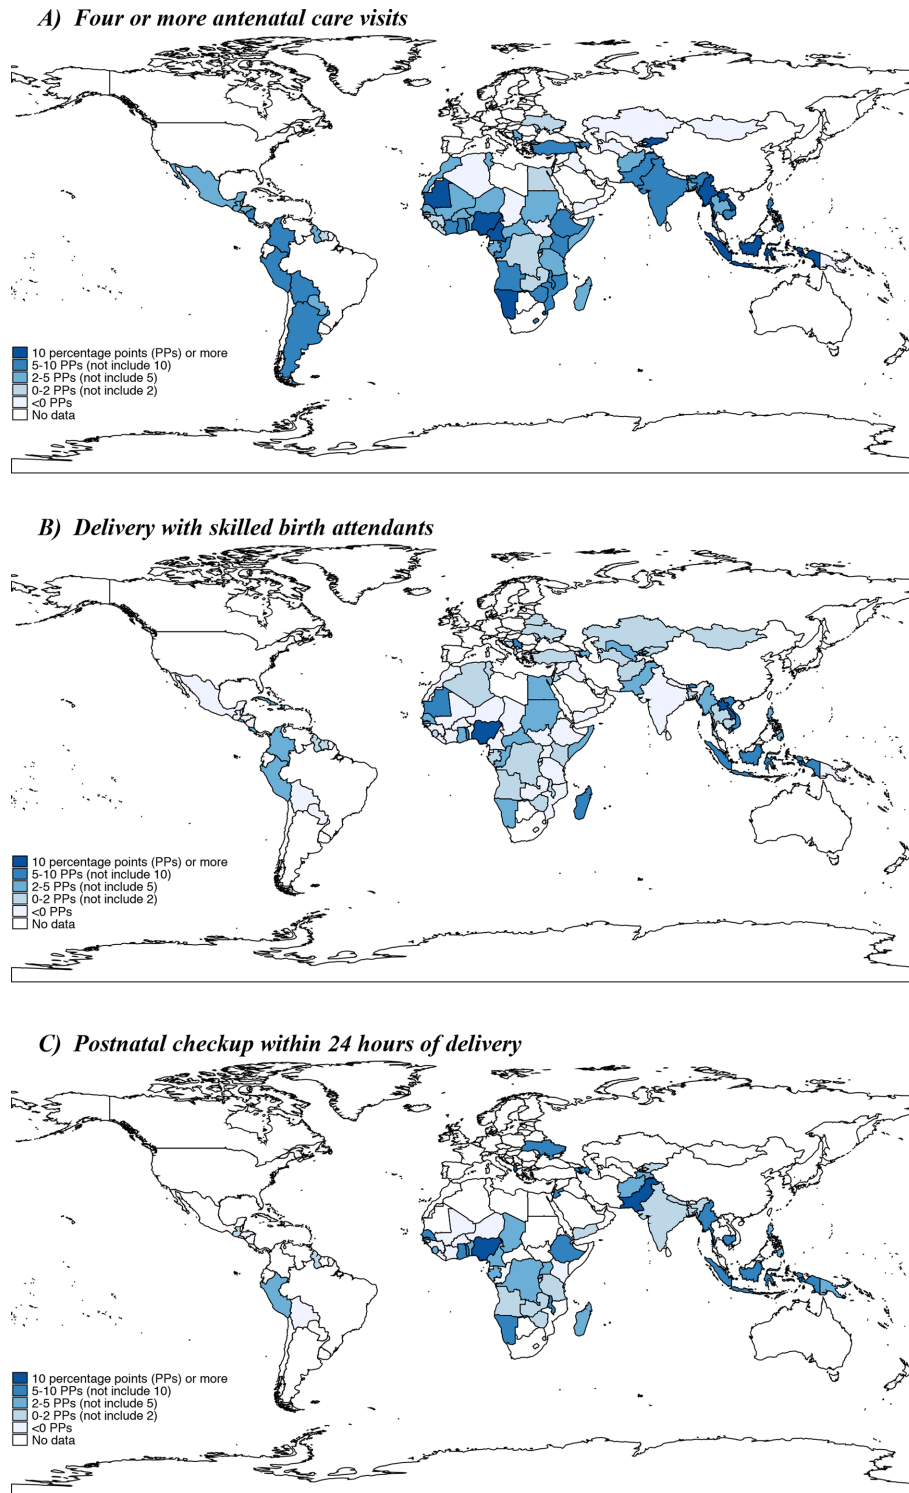 A) Four or more antenatal care visits
10 percentage points (PPs) or more
5-10 PPs (not include 10)
2-5 PPs (not include 5)
0-2 PPs (not include 2)
<0 PPs
No data
B) Delivery with skilled birth attendants
10 percentage points (PPs) or more
5-10 PPs (not include 10)
2-5 PPs (not include 5)
0-2 PPs (not include 2)
<0 PPs
No data
C) Postnatal checkup within 24 hours of delivery
10 percentage points (PPs) or more
5-10 PPs (not include 10)
2-5 PPs (not include 5)
0-2 PPs (not include 2)
<0 PPs
No data